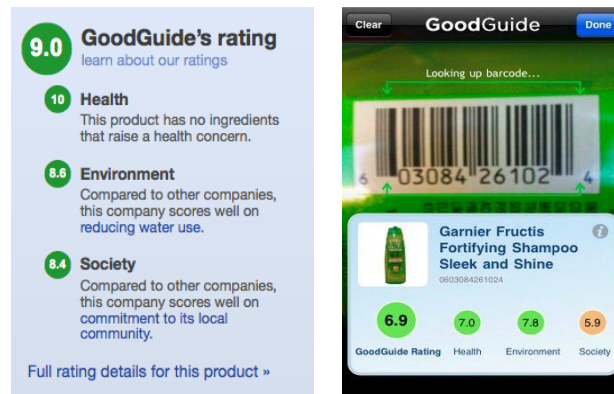 9.0
GoodGuide's rating
learn about our ratings
10 Health
This product has no ingredients
that raise a health concern.
8.6 Environment
Compared to other companies,
this company scores well on
reducing water use.
8.4 Society
Compared to other companies,
this company scores well on
commitment to its local
community.
Full rating details for this product »
Clear GoodGuide Done
Looking up barcode...
6 03084 26102 4
Garnier Fructis
Fortifying Shampoo
Sleek and Shine
0603084261024
6.9 7.0 7.8 5.9
GoodGuide Rating Health Environment Society